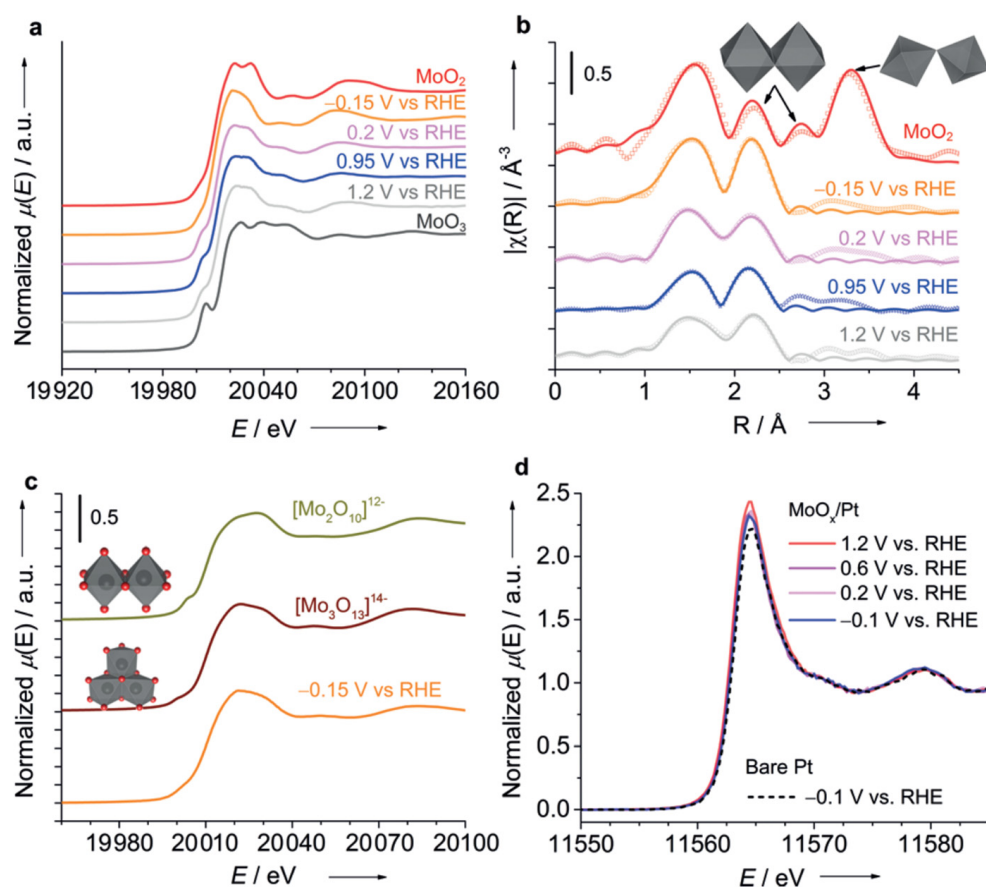 a
Normalized μ(E) / a.u.
MoO₂
−0.15 V vs RHE
0.2 V vs RHE
0.95 V vs RHE
1.2 V vs RHE
MoO₃
19920 19980 20040 20100 20160
E / eV
b
|χ(R)| / Å⁻³
0.5
MoO₂
−0.15 V vs RHE
0.2 V vs RHE
0.95 V vs RHE
1.2 V vs RHE
0 1 2 3 4
R / Å
c
Normalized μ(E) / a.u.
0.5
[Mo₂O₁₀]¹²⁻
[Mo₃O₁₃]¹⁴⁻
−0.15 V vs RHE
19980 20010 20040 20070 20100
E / eV
d
Normalized μ(E) / a.u.
2.5
2.0
1.5
1.0
0.5
0.0
MoOₓ/Pt
1.2 V vs. RHE
0.6 V vs. RHE
0.2 V vs. RHE
−0.1 V vs. RHE
Bare Pt
−0.1 V vs. RHE
11550 11560 11570 11580
E / eV